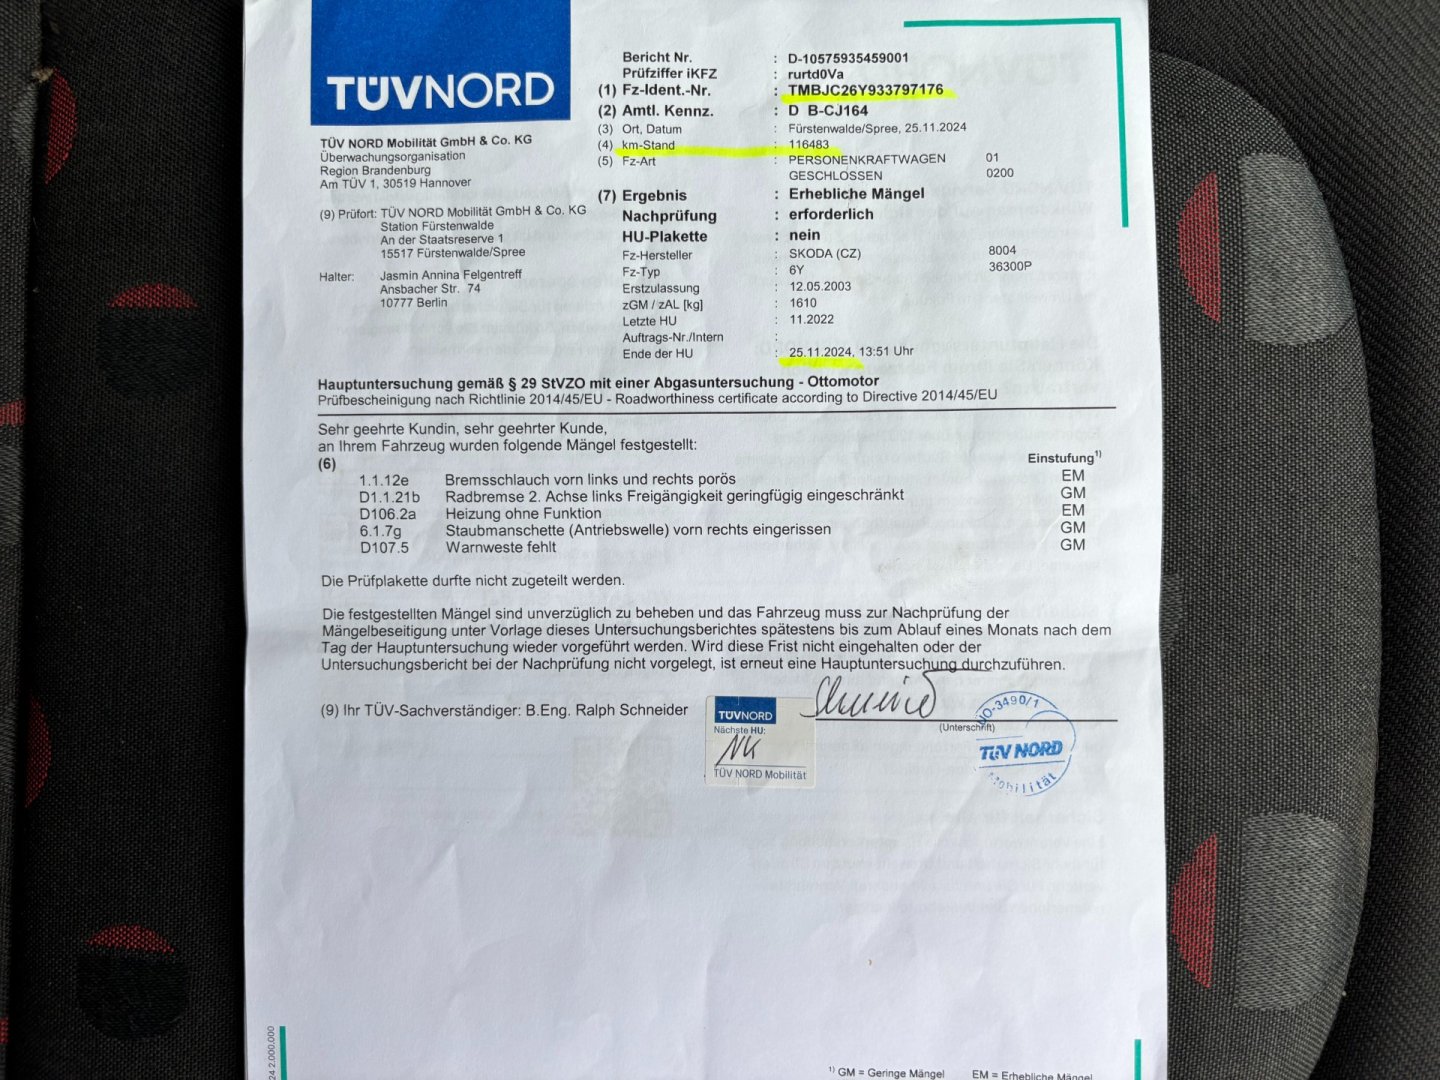 TÜVNORD
TÜV NORD Mobilität GmbH & Co. KG
Überwachungsorganisation
Region Brandenburg
Am TÜV 1, 30519 Hannover
(9) Prüfort: TÜV NORD Mobilität GmbH & Co. KG
Station Fürstenwalde
An der Staatsreserve 1
15517 Fürstenwalde/Spree
Halter: Jasmin Annina Felgentreff
Ansbacher Str. 74
10777 Berlin
Bericht Nr. : D-10575935459001
Prüfziffer iKFZ : rurtd0Va
(1) Fz-Ident.-Nr. : TMBJC26Y933797176
(2) Amtl. Kennz. : D B-CJ164
(3) Ort, Datum : Fürstenwalde/Spree, 25.11.2024
(4) km-Stand : 116483
(5) Fz-Art : PERSONENKRAFTWAGEN 01
GESCHLOSSEN 0200
(7) Ergebnis : Erhebliche Mängel
Nachprüfung : erforderlich
HU-Plakette : nein
Fz-Hersteller : SKODA (CZ) 8004
Fz-Typ : 6Y 36300P
Erstzulassung : 12.05.2003
zGM / zAL [kg] : 1610
Letzte HU : 11.2022
Auftrags-Nr./Intern :
Ende der HU : 25.11.2024, 13:51 Uhr
Hauptuntersuchung gemäß § 29 StVZO mit einer Abgasuntersuchung - Ottomotor
Prüfbescheinigung nach Richtlinie 2014/45/EU - Roadworthiness certificate according to Directive 2014/45/EU
Sehr geehrte Kundin, sehr geehrter Kunde,
an Ihrem Fahrzeug wurden folgende Mängel festgestellt:
(6) Einstufung¹⁾
1.1.12e Bremsschlauch vorn links und rechts porös EM
D1.1.21b Radbremse 2. Achse links Freigängigkeit geringfügig eingeschränkt GM
D106.2a Heizung ohne Funktion EM
6.1.7g Staubmanschette (Antriebswelle) vorn rechts eingerissen GM
D107.5 Warnweste fehlt GM
Die Prüfplakette durfte nicht zugeteilt werden.
Die festgestellten Mängel sind unverzüglich zu beheben und das Fahrzeug muss zur Nachprüfung der
Mängelbeseitigung unter Vorlage dieses Untersuchungsberichtes spätestens bis zum Ablauf eines Monats nach dem
Tag der Hauptuntersuchung wieder vorgeführt werden. Wird diese Frist nicht eingehalten oder der
Untersuchungsbericht bei der Nachprüfung nicht vorgelegt, ist erneut eine Hauptuntersuchung durchzuführen.
(9) Ihr TÜV-Sachverständiger: B.Eng. Ralph Schneider
(Unterschrift)
TÜVNORD
Nächste HU:
NK
TÜV NORD Mobilität
NO-3490/1
TÜV NORD
Mobilität
24 2.000.000
¹⁾ GM = Geringe Mängel EM = Erhebliche Mängel